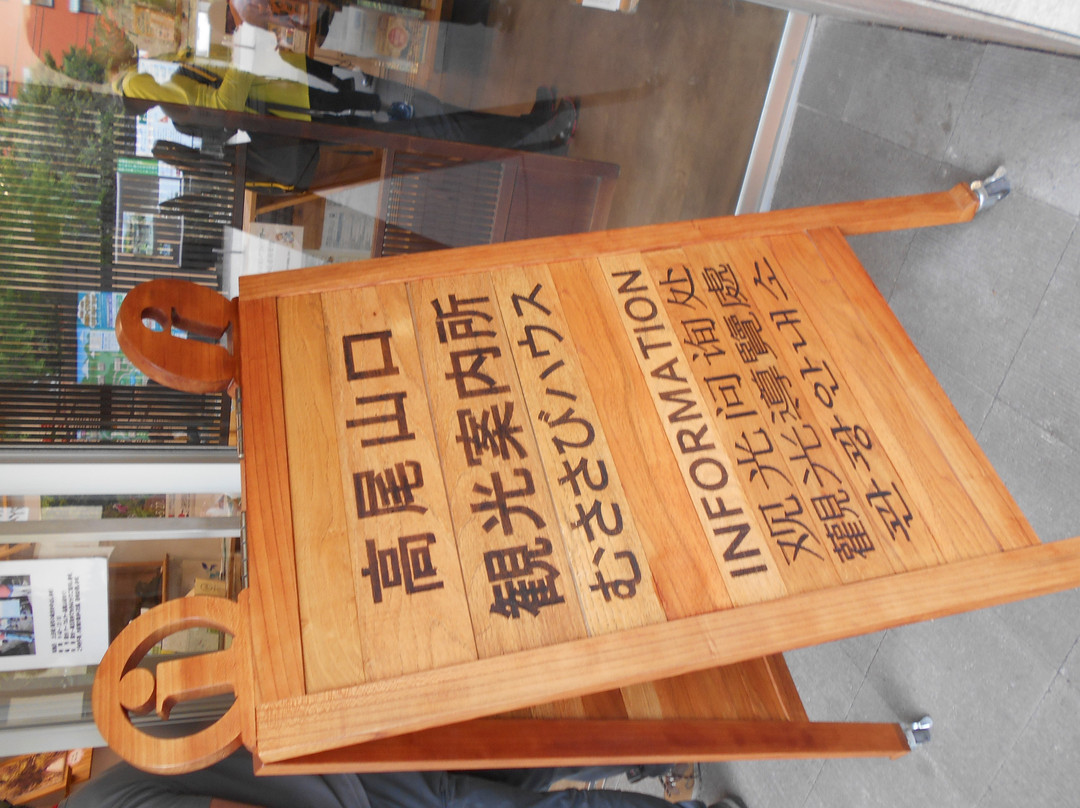 高尾山口
観光案内所
むささびハウス
INFORMATION
观光问询处
觀光導覽處
관광안내소